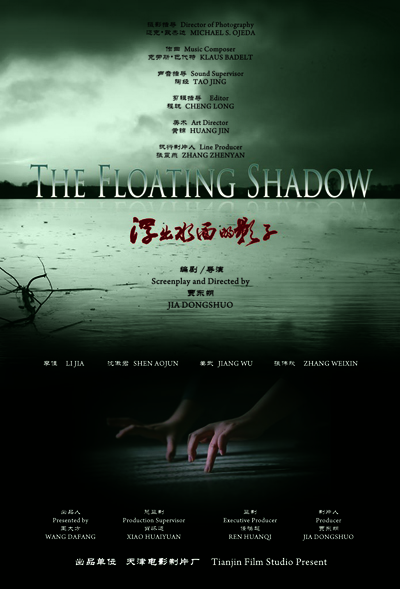 摄影指导 Director of Photography
迈克·奥杰达 MICHAEL S. OJEDA
作曲 Music Composer
克劳斯·巴代特 KLAUS BADELT
声音指导 Sound Supervisor
陶经 TAO JING
剪辑指导 Editor
程珑 CHENG LONG
美术 Art Director
黄锦 HUANG JIN
执行制片人 Line Producer
张震燕 ZHANG ZHENYAN
THE FLOATING SHADOW
浮出水面的影子
编剧/导演
Screenplay and Directed by
贾东朔
JIA DONGSHUO
李佳 LI JIA 沈傲君 SHEN AOJUN 姜武 JIANG WU 张伟欣 ZHANG WEIXIN
出品人 总监制 监制 制片人
Presented by Production Supervisor Executive Producer Producer
王大方 肖怀远 任焕起 贾东朔
WANG DAFANG XIAO HUAIYUAN REN HUANQI JIA DONGSHUO
出品单位 天津电影制片厂 Tianjin Film Studio Present